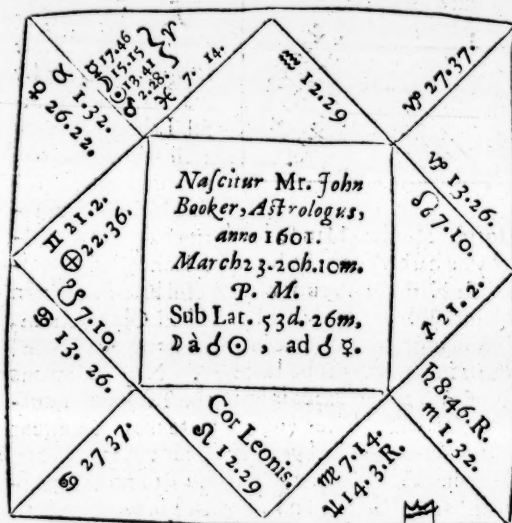 ☿ 17.46
☽ 15.15
☉ 13.41
♂ 2.28.
♈
♓ 7. 14.
♒ 12.29
♑ 27.37.
♉ 1.32.
♀ 26.22.
Naſcitur Mr. John
Booker, Aſtrologus,
anno 1601.
March 23. 20h. 10m.
P. M.
Sub Lat. 53d. 26m,
☽ à ☌ ☉, ad ☌ ☿.
♑ 13.26.
☊ 7.10.
♊ 21.2.
⊕ 22.36.
☋ 7.10,
♋ 13. 26.
♐ 21. 2.
♄ 8.46.R.
♏ 1.32.
♋ 27 37.
Cor Leonis.
♌ 12.29
♍ 7.14.
♃ 14. 3.R.